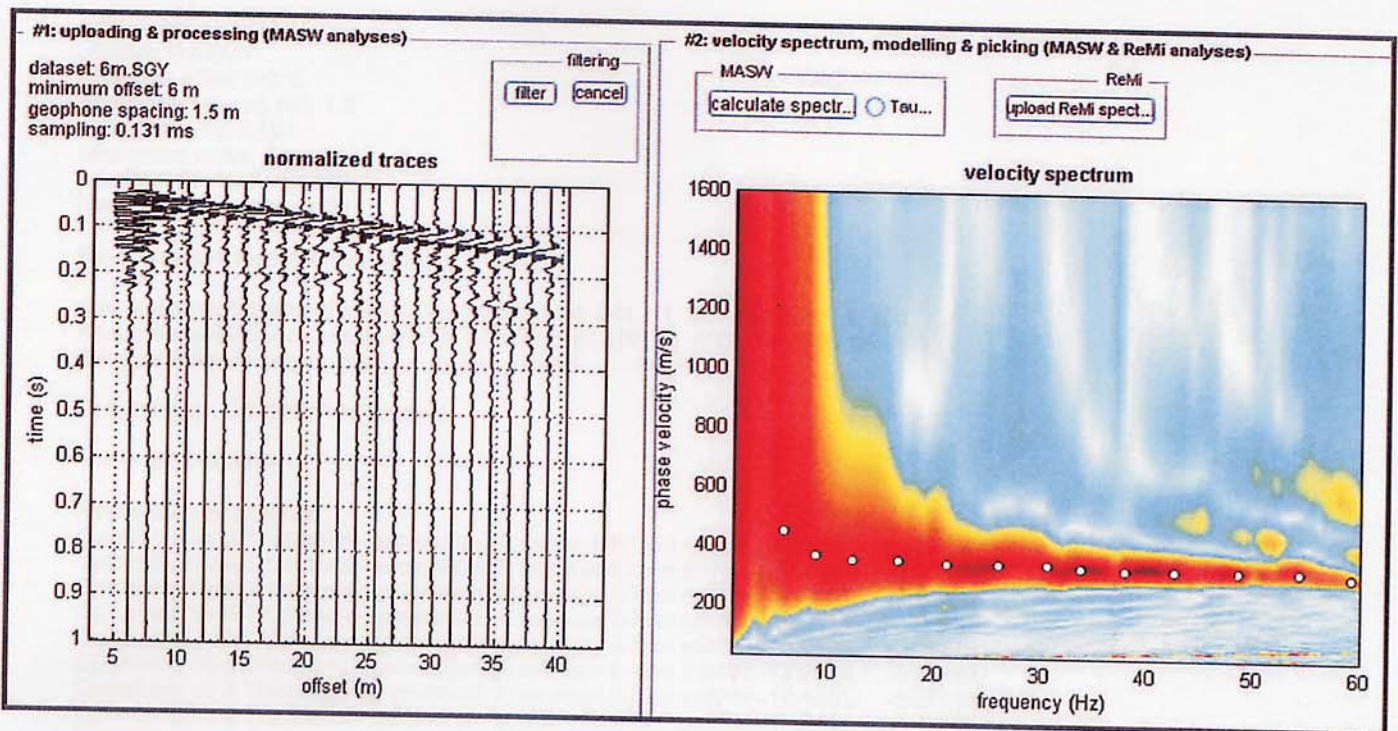 #1: uploading & processing (MASW analyses)
dataset: 6m.SGY
minimum offset: 6 m
geophone spacing: 1.5 m
sampling: 0.131 ms
filtering
filter
cancel
normalized traces
0
0.1
0.2
0.3
0.4
0.5
0.6
0.7
0.8
0.9
1
time (s)
5
10
15
20
25
30
35
40
offset (m)
#2: velocity spectrum, modelling & picking (MASW & ReMi analyses)
MASW
calculate spectr...
Tau...
ReMi
upload ReMi spect...
velocity spectrum
1600
1400
1200
1000
800
600
400
200
phase velocity (m/s)
10
20
30
40
50
60
frequency (Hz)